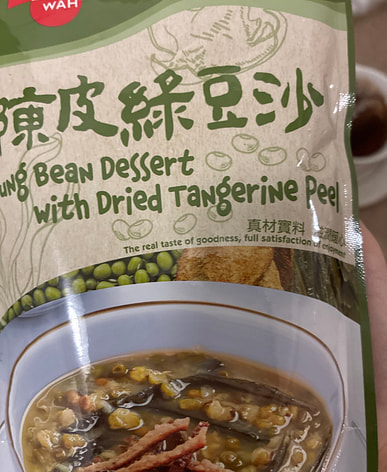 WAH
陳皮綠豆沙
ung Bean Dessert
with Dried Tangerine Peel
真材實料
The real taste of goodness, full satisfaction of enjoyment